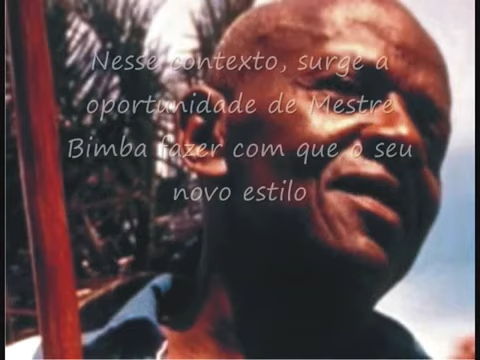 Nesse contexto, surge a
oportunidade de Mestre
Bimba fazer com que o seu
novo estilo